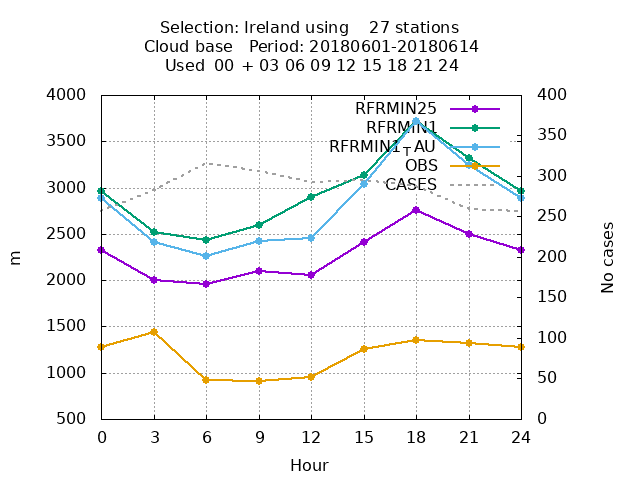 Selection: Ireland using 27 stations
Cloud base Period: 20180601-20180614
Used 00 + 03 06 09 12 15 18 21 24
4000 400
RFRMIN25
RFRMIN1
3500 350
RFRMIN1_AU
OBS
3000 CASES 300
2500 250
2000 200
1500 150
1000 100
50
500 0
m
No cases
0 3 6 9 12 15 18 21 24
Hour